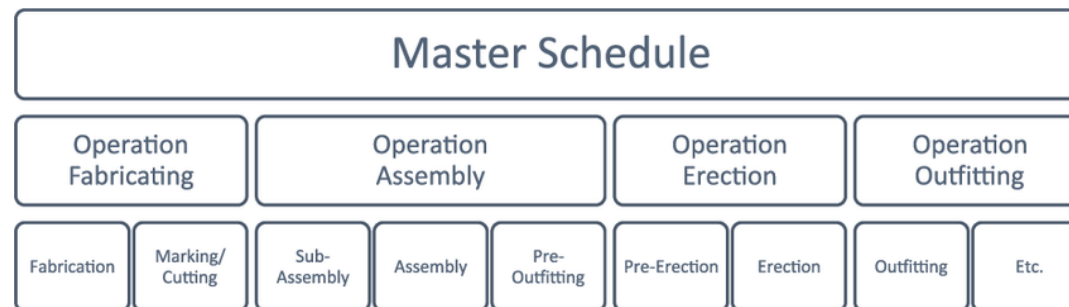 Master Schedule
Operation
Fabricating
Operation
Assembly
Operation
Erection
Operation
Outfitting
Fabrication
Marking/
Cutting
Sub-
Assembly
Assembly
Pre-
Outfitting
Pre-Erection
Erection
Outfitting
Etc.